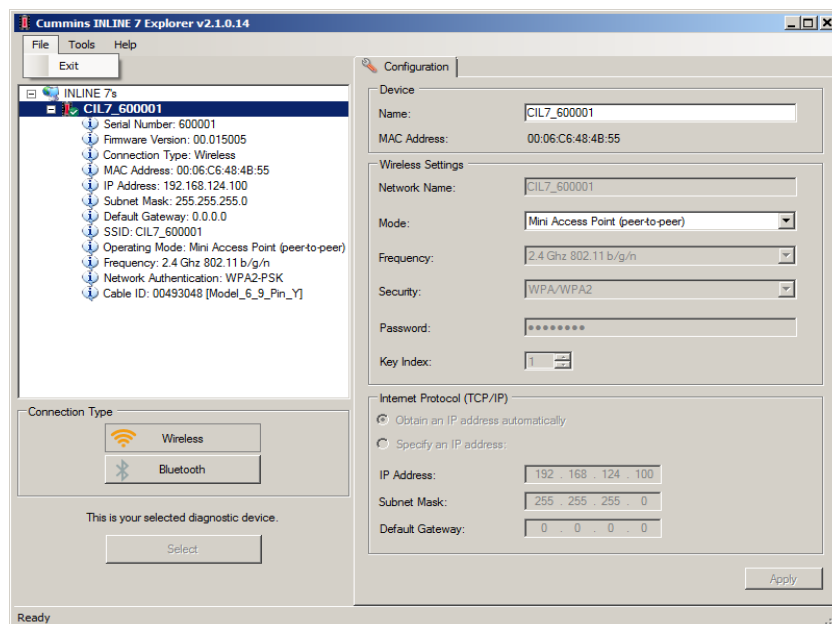 Cummins INLINE 7 Explorer v2.1.0.14
File Tools Help
Exit
INLINE 7's
CIL7_600001
Serial Number: 600001
Firmware Version: 00.015005
Connection Type: Wireless
MAC Address: 00:06:C6:48:4B:55
IP Address: 192.168.124.100
Subnet Mask: 255.255.255.0
Default Gateway: 0.0.0.0
SSID: CIL7_600001
Operating Mode: Mini Access Point (peer-to-peer)
Frequency: 2.4 Ghz 802.11 b/g/n
Network Authentication: WPA2-PSK
Cable ID: 00493048 [Model_6_9_Pin_Y]
Connection Type
Wireless
Bluetooth
This is your selected diagnostic device.
Select
Configuration
Device
Name: CIL7_600001
MAC Address: 00:06:C6:48:4B:55
Wireless Settings
Network Name: CIL7_600001
Mode: Mini Access Point (peer-to-peer)
Frequency: 2.4 Ghz 802.11 b/g/n
Security: WPA/WPA2
Password: ●●●●●●●●
Key Index: 1
Internet Protocol (TCP/IP)
Obtain an IP address automatically
Specify an IP address:
IP Address: 192 . 168 . 124 . 100
Subnet Mask: 255 . 255 . 255 . 0
Default Gateway: 0 . 0 . 0 . 0
Apply
Ready